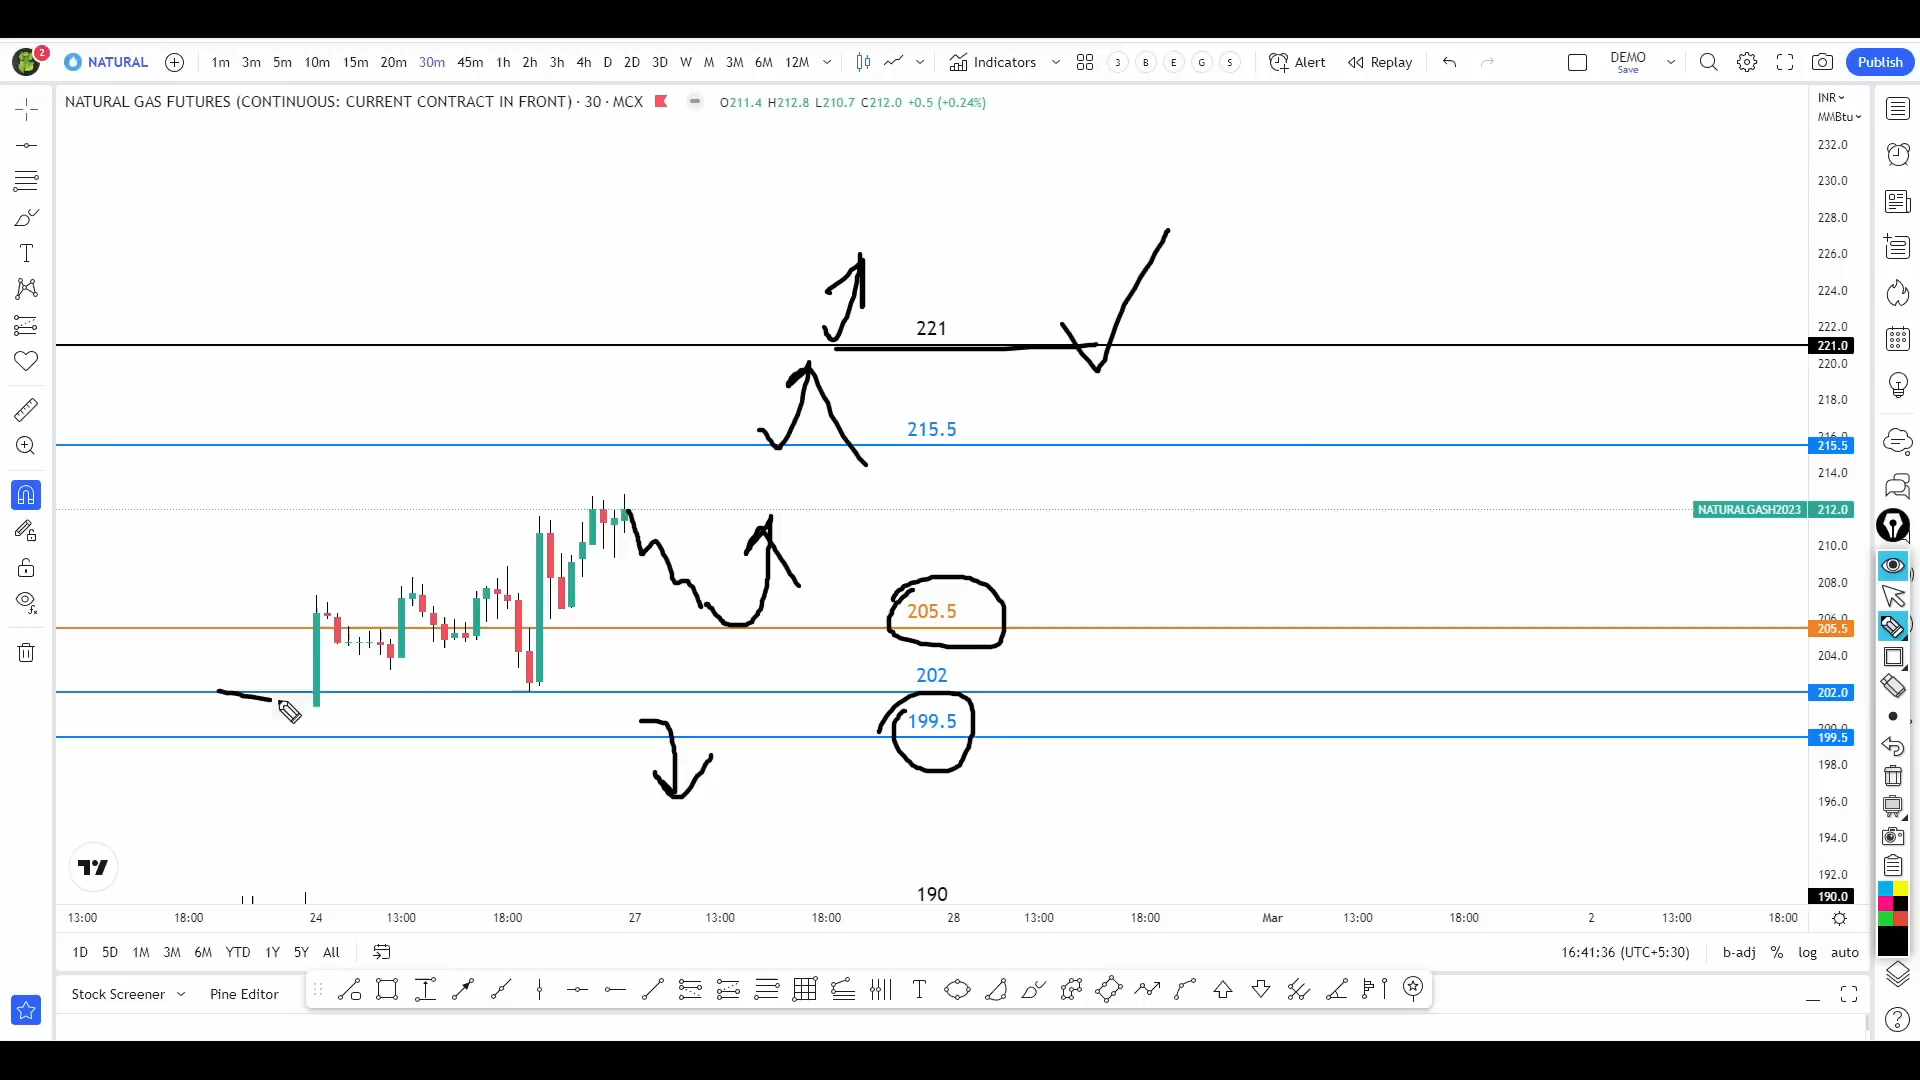 2
NATURAL
1m 3m 5m 10m 15m 20m 30m 45m 1h 2h 3h 4h D 2D 3D W M 3M 6M 12M
Indicators
3 B E G S
Alert
Replay
DEMO
Save
Publish
NATURAL GAS FUTURES (CONTINUOUS: CURRENT CONTRACT IN FRONT) · 30 · MCX
O211.4 H212.8 L210.7 C212.0 +0.5 (+0.24%)
INR
MMBtu
232.0
230.0
228.0
226.0
224.0
222.0
221
221.0
220.0
218.0
215.5
216.0
215.5
214.0
NATURALGASH2023 212.0
210.0
208.0
205.5
206.0
205.5
204.0
202
202.0
199.5
200.0
199.5
198.0
196.0
194.0
192.0
190
190.0
13:00 18:00 24 13:00 18:00 27 13:00 18:00 28 13:00 18:00 Mar 13:00 18:00 2 13:00 18:00
1D 5D 1M 3M 6M YTD 1Y 5Y All
16:41:36 (UTC+5:30)
b-adj % log auto
Stock Screener
Pine Editor